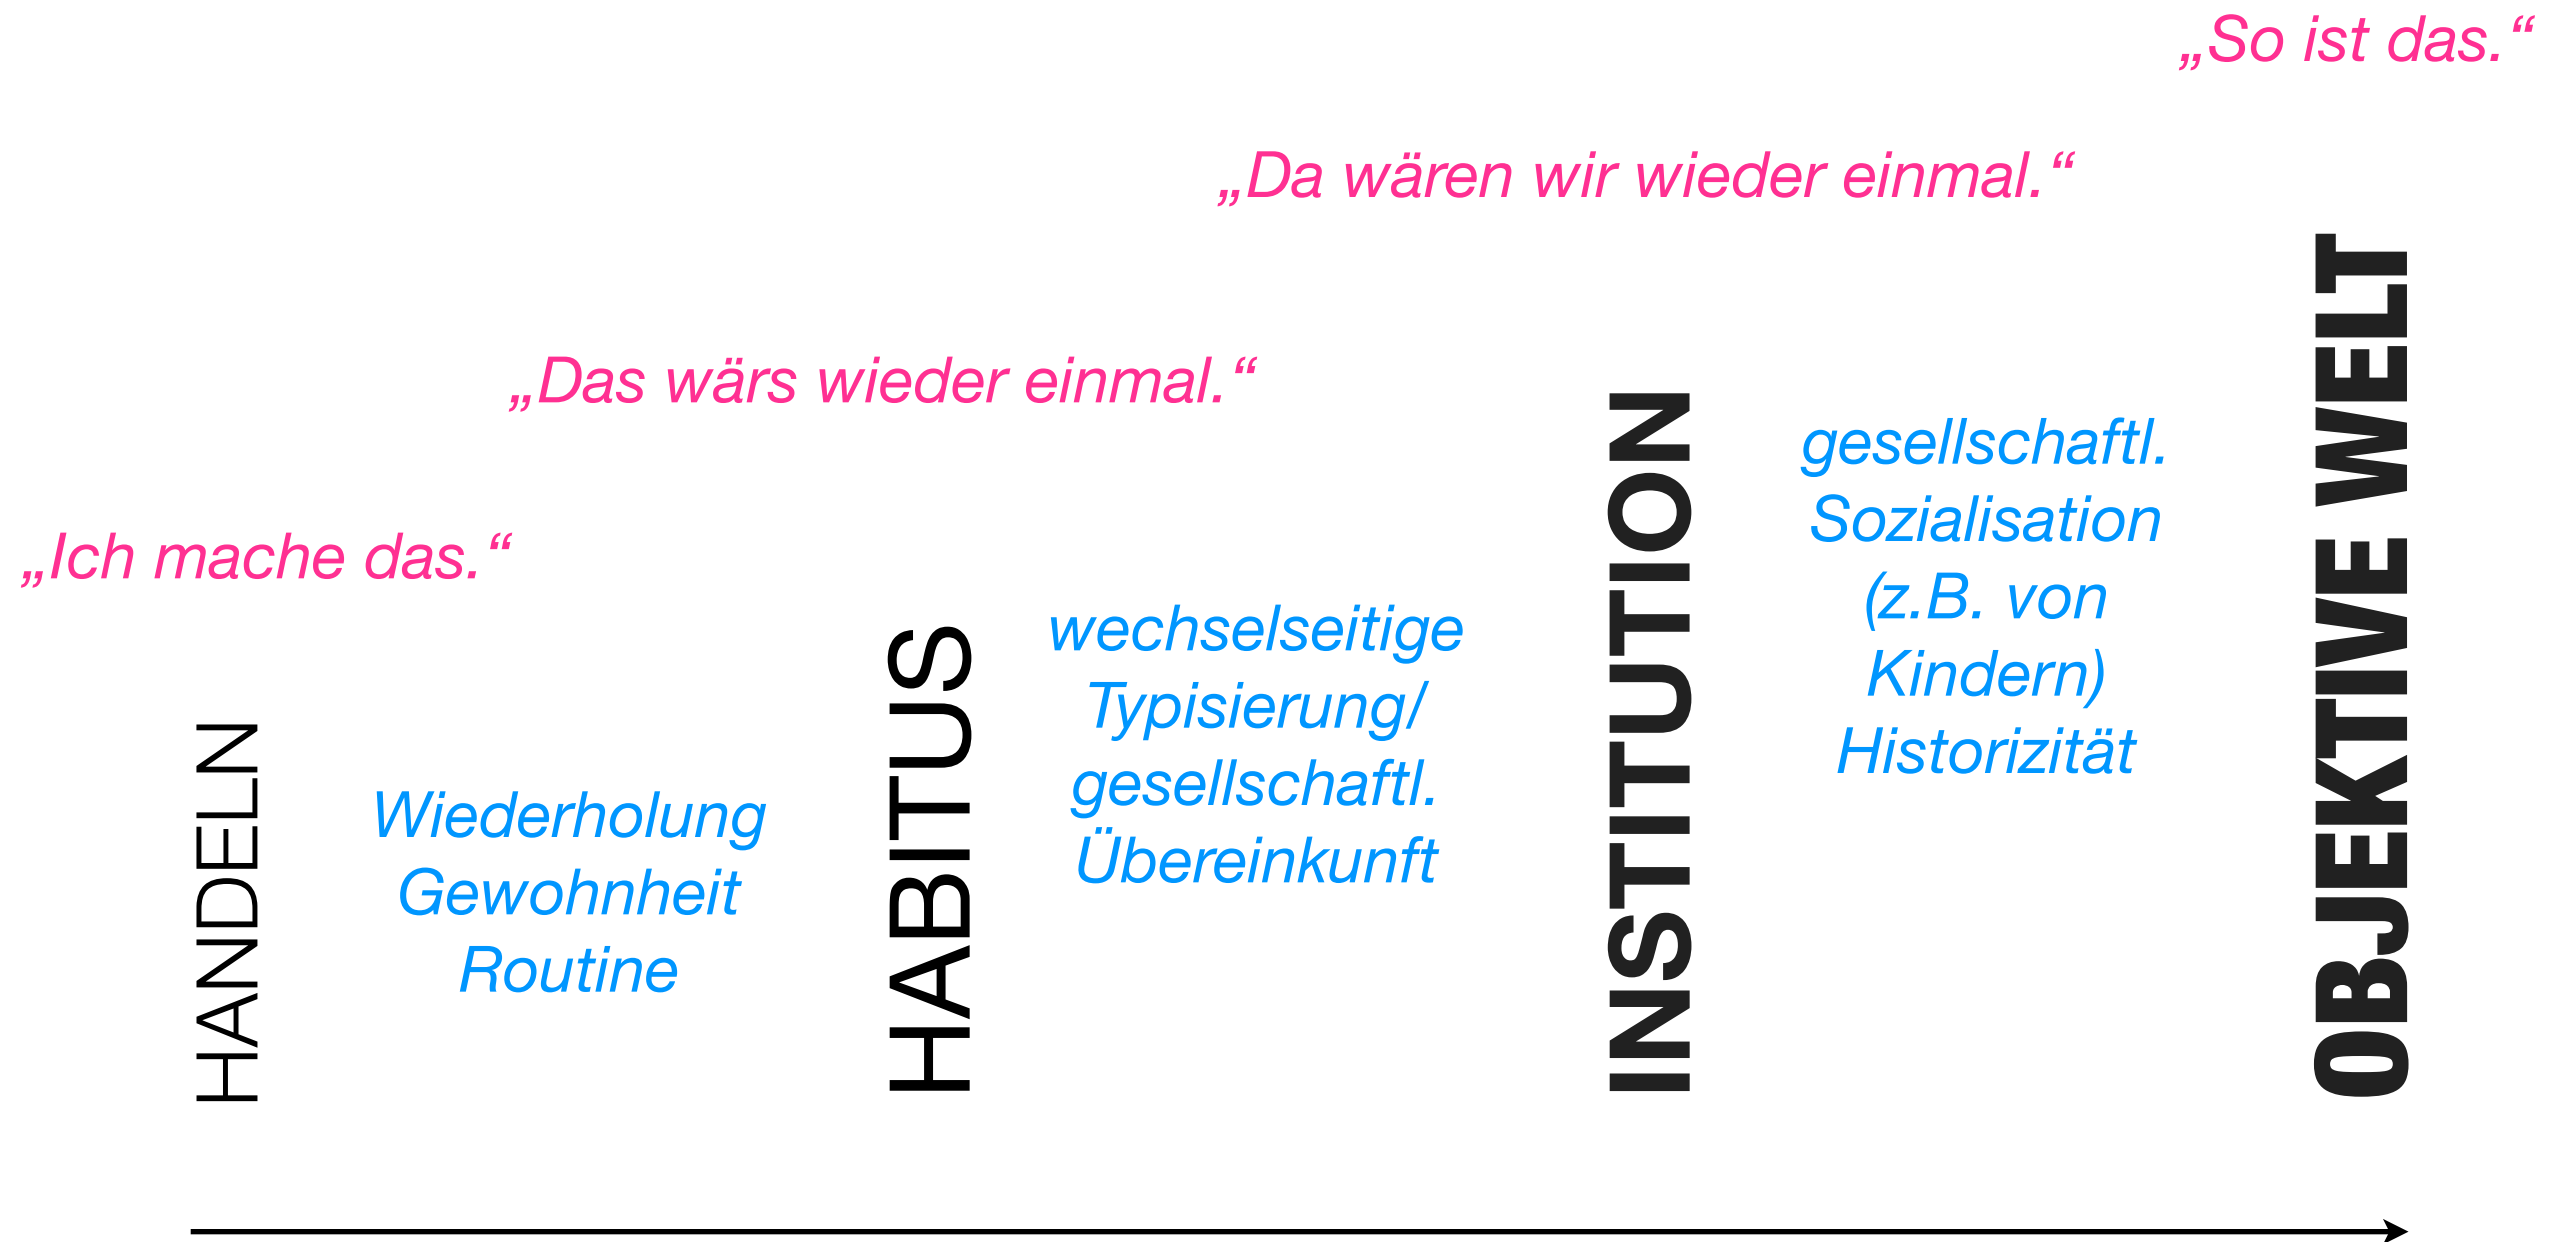 „So ist das.“
„Da wären wir wieder einmal.“
„Das wärs wieder einmal.“
„Ich mache das.“
HANDELN
Wiederholung
Gewohnheit
Routine
HABITUS
wechselseitige
Typisierung/
gesellschaftl.
Übereinkunft
INSTITUTION
gesellschaftl.
Sozialisation
(z.B. von
Kindern)
Historizität
OBJEKTIVE WELT